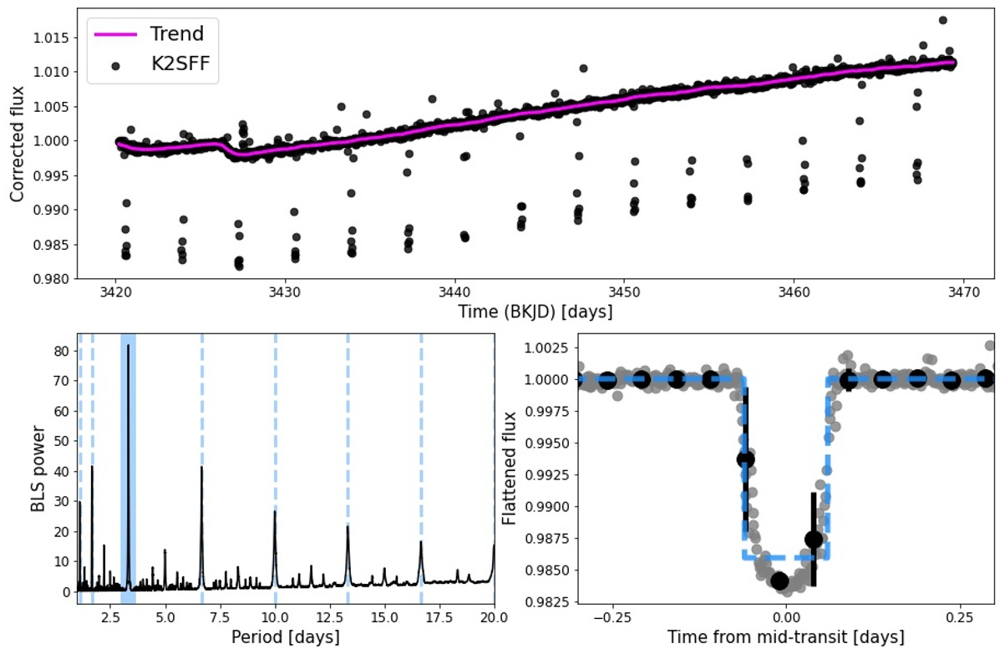 Trend
K2SFF
Corrected flux
1.015
1.010
1.005
1.000
0.995
0.990
0.985
0.980
3420 3430 3440 3450 3460 3470
Time (BKJD) [days]
BLS power
80
70
60
50
40
30
20
10
0
2.5 5.0 7.5 10.0 12.5 15.0 17.5 20.0
Period [days]
Flattened flux
1.0025
1.0000
0.9975
0.9950
0.9925
0.9900
0.9875
0.9850
0.9825
−0.25 0.00 0.25
Time from mid-transit [days]